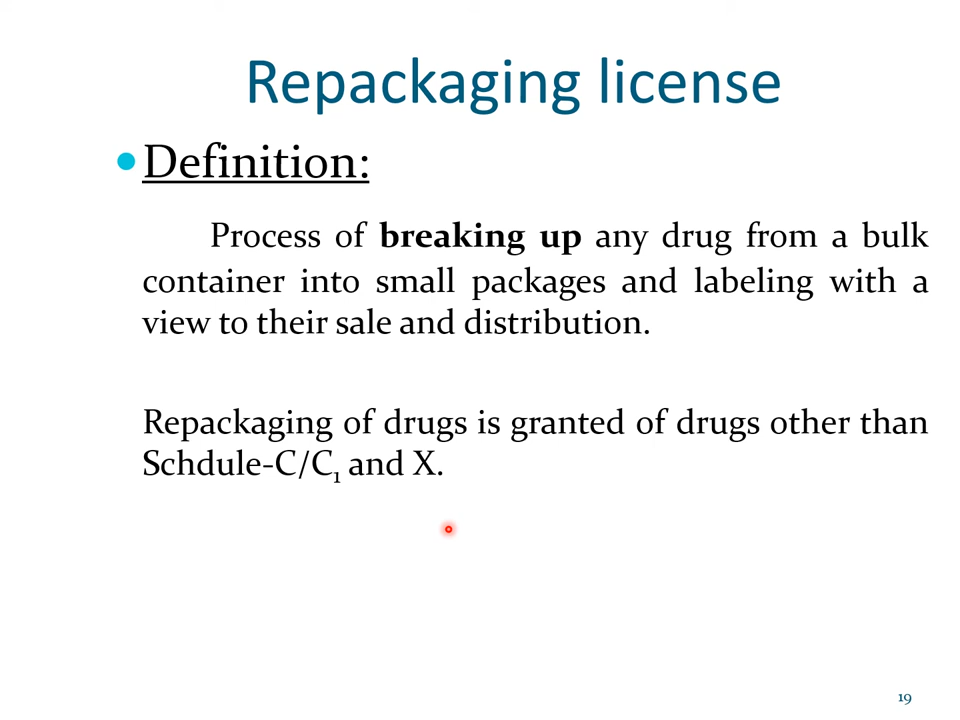 Repackaging license
• Definition:
Process of breaking up any drug from a bulk
container into small packages and labeling with a
view to their sale and distribution.
Repackaging of drugs is granted of drugs other than
Schdule-C/C₁ and X.
19